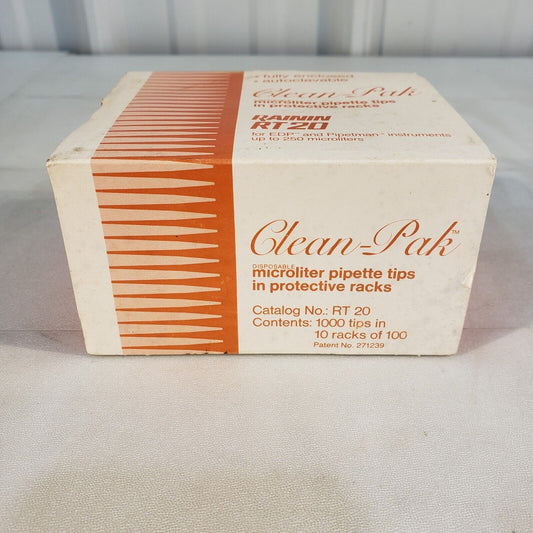 • fully enclosed
• autoclavable
Clean-Pak
microliter pipette tips
in protective racks
RAININ
RT20
for EDP™ and Pipetman™ instruments
up to 250 microliters
Clean-Pak™
DISPOSABLE
microliter pipette tips
in protective racks
Catalog No.: RT 20
Contents: 1000 tips in
10 racks of 100
Patent No. 271239